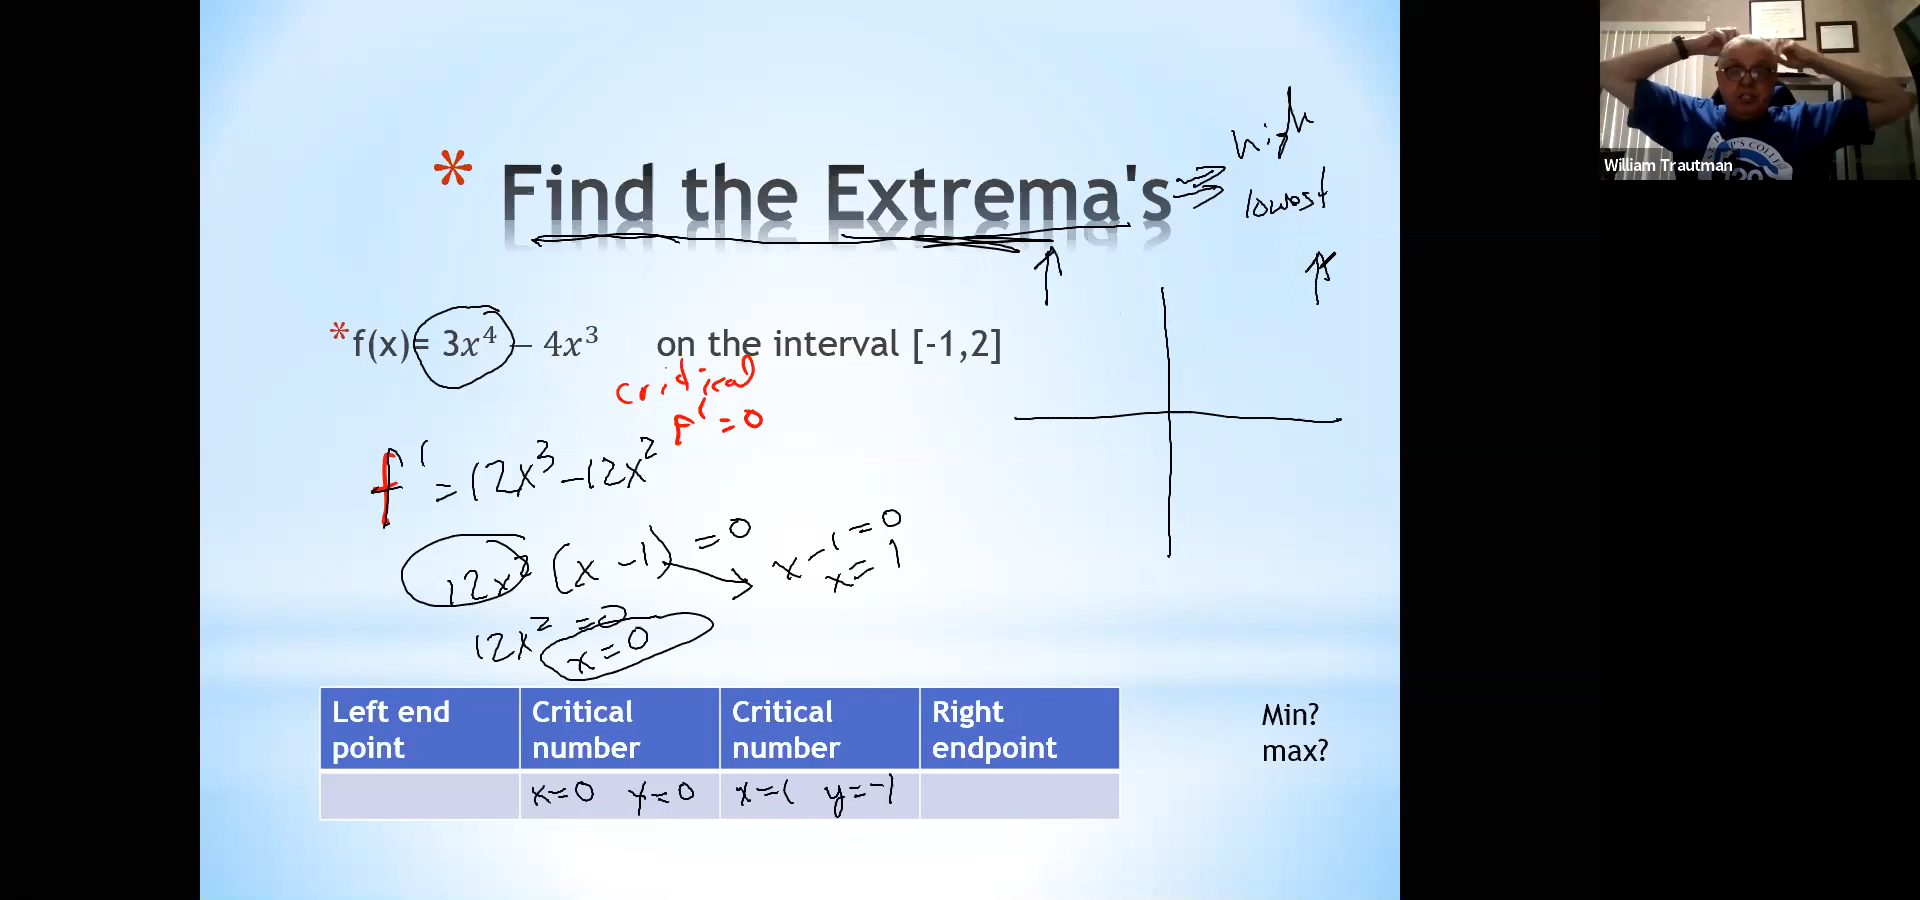 * Find the Extrema's
high
lowest
*f(x)= 3x⁴ – 4x³ on the interval [-1,2]
critical
f' = 0
f' = 12x³ – 12x²
12x² (x – 1) = 0
x – 1 = 0
x = 1
12x² = 0
x = 0
Left end point
Critical number
Critical number
Right endpoint
x=0 y=0
x=1 y=-1
Min?
max?
William Trautman